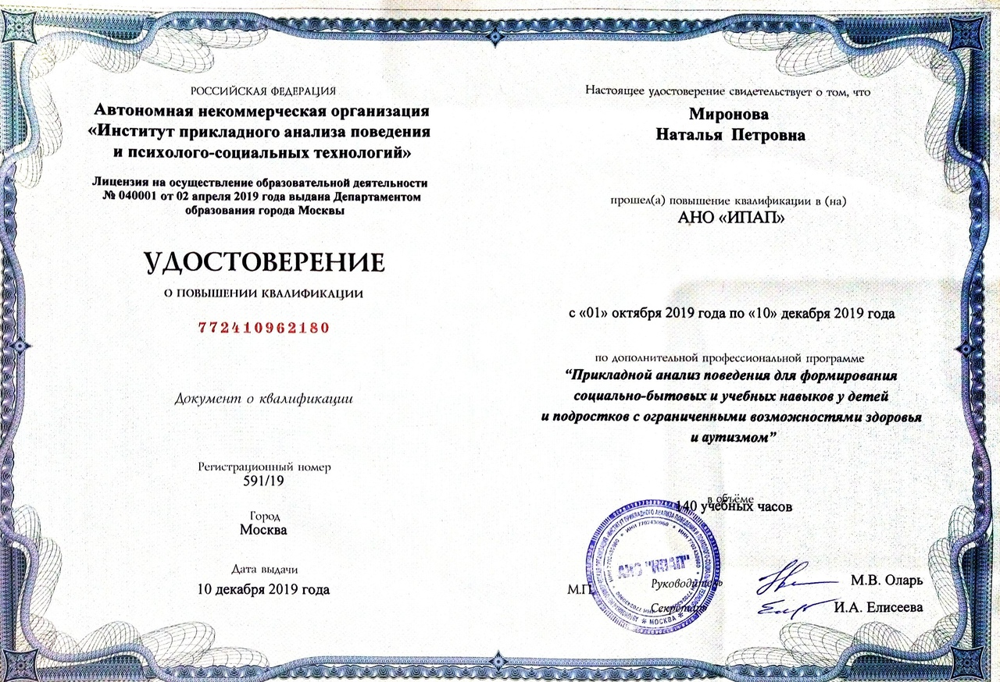 РОССИЙСКАЯ ФЕДЕРАЦИЯ
Автономная некоммерческая организация
«Институт прикладного анализа поведения
и психолого-социальных технологий»
Лицензия на осуществление образовательной деятельности
№ 040001 от 02 апреля 2019 года выдана Департаментом
образования города Москвы
УДОСТОВЕРЕНИЕ
О ПОВЫШЕНИИ КВАЛИФИКАЦИИ
772410962180
Документ о квалификации
Регистрационный номер
591/19
Город
Москва
Дата выдачи
10 декабря 2019 года
Настоящее удостоверение свидетельствует о том, что
Миронова
Наталья Петровна
прошел(а) повышение квалификации в (на)
АНО «ИПАП»
с «01» октября 2019 года по «10» декабря 2019 года
по дополнительной профессиональной программе
“Прикладной анализ поведения для формирования
социально-бытовых и учебных навыков у детей
и подростков с ограниченными возможностями здоровья
и аутизмом”
в объёме
140 учебных часов
М.П.
Руководитель
М.В. Оларь
Секретарь
И.А. Елисеева
АНО "ИПАП"
ИНН 7702430960
МОСКВА